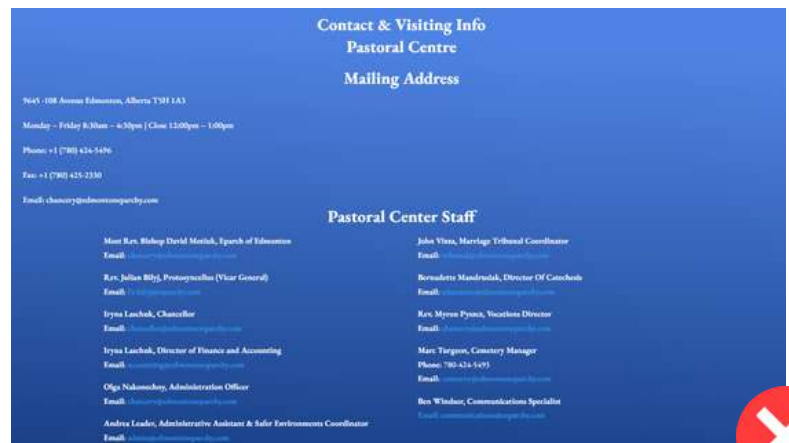 Contact & Visiting Info
Pastoral Centre
Mailing Address
9645 -108 Avenue Edmonton, Alberta T5H 1A3
Monday – Friday 8:30am – 4:30pm | Close 12:00pm – 1:00pm
Phone: +1 (780) 424-5496
Fax: +1 (780) 425-2330
Email: chancery@edmontoneparchy.com
Pastoral Center Staff
Most Rev. Bishop David Motiuk, Eparch of Edmonton
Email:
Rev. Julian Bilyj, Protosyncellus (Vicar General)
Email:
Iryna Laschuk, Chancellor
Email:
Iryna Laschuk, Director of Finance and Accounting
Email:
Olga Nakonechny, Administration Officer
Email:
Andrea Leader, Administrative Assistant & Safer Environments Coordinator
Email:
John Vinta, Marriage Tribunal Coordinator
Email:
Bernadette Mandrusiak, Director Of Catechesis
Email:
Rev. Myron Pyszcz, Vocations Director
Email:
Marc Turgeon, Cemetery Manager
Phone: 780-424-5495
Email:
Ben Windsor, Communications Specialist
Email: